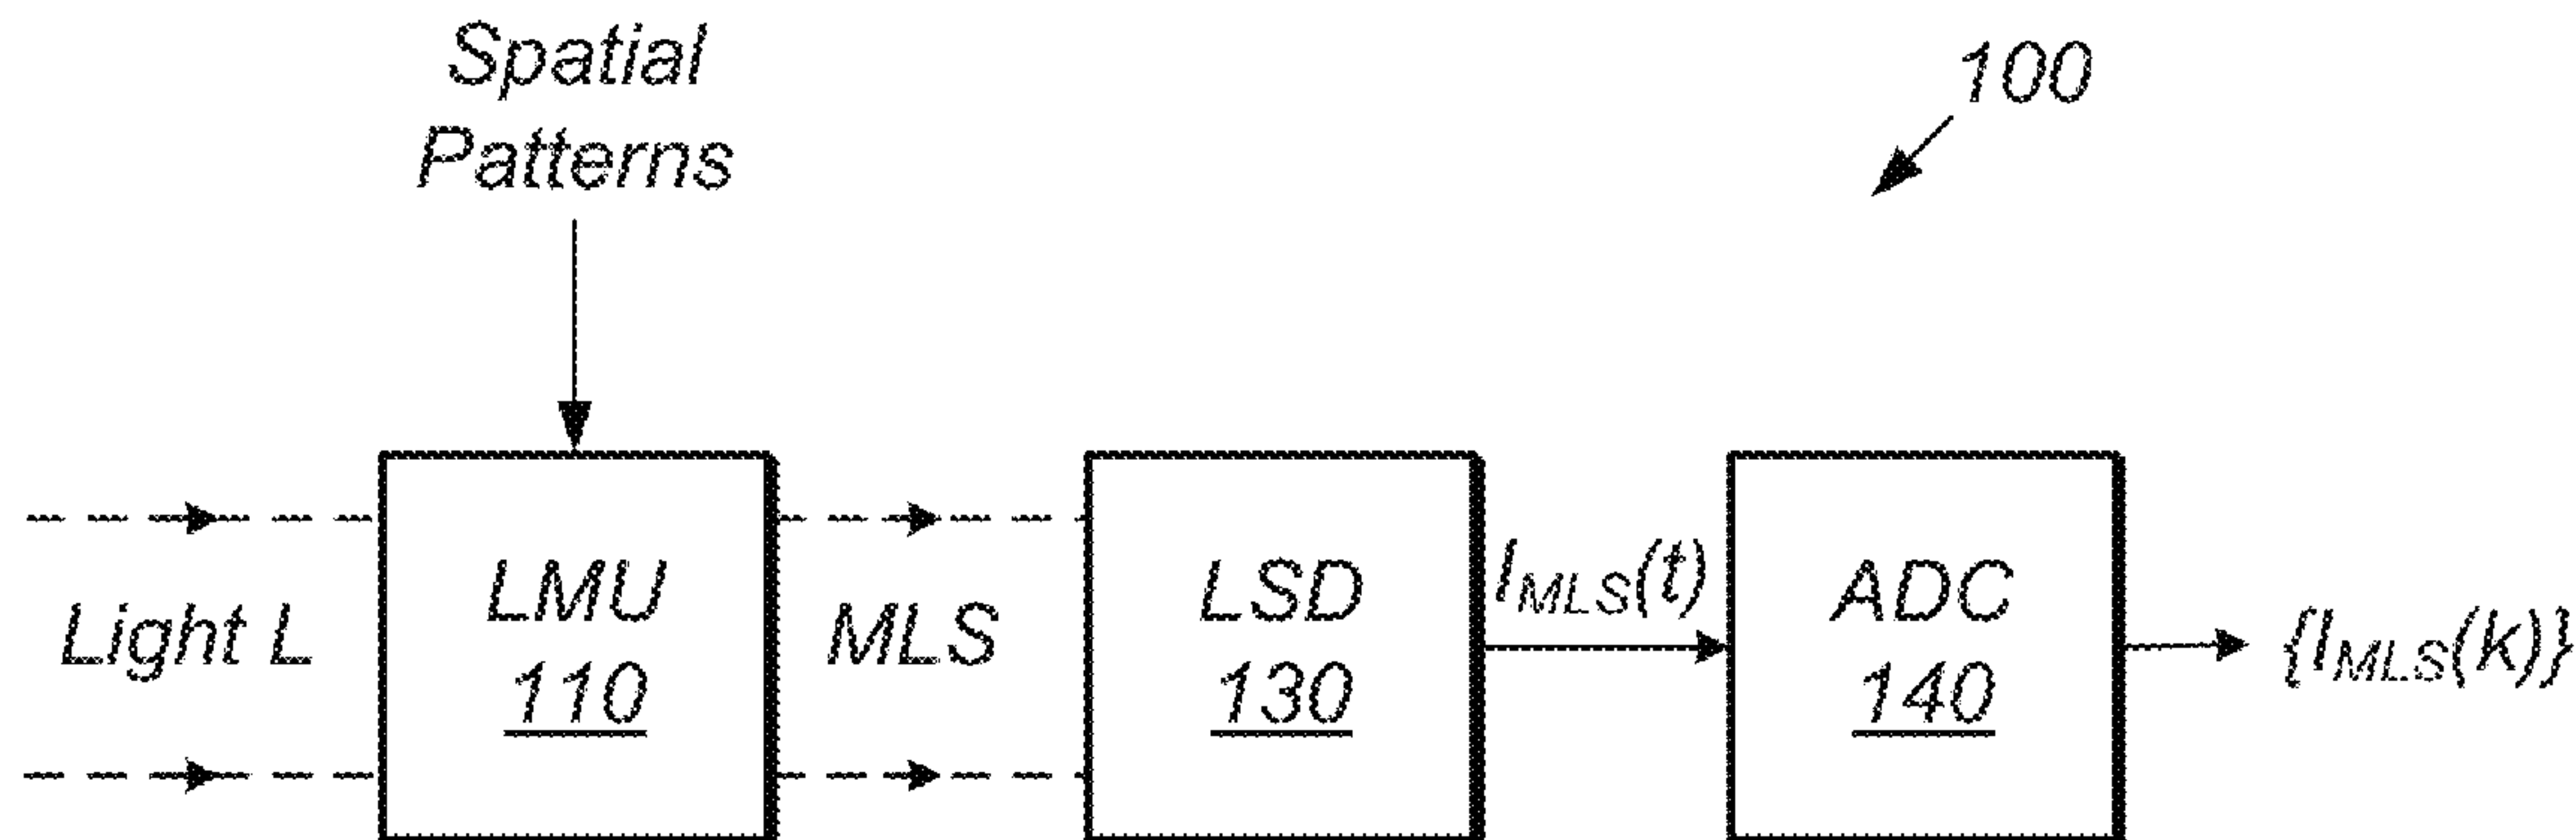 Spatial
Patterns
100
Light L
LMU
110
MLS
LSD
130
I_MLS(t)
ADC
140
{I_MLS(k)}